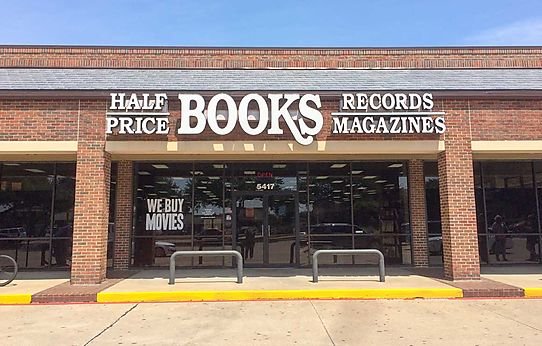 HALF PRICE
BOOKS
RECORDS
MAGAZINES
OPEN
5417
WE BUY
MOVIES